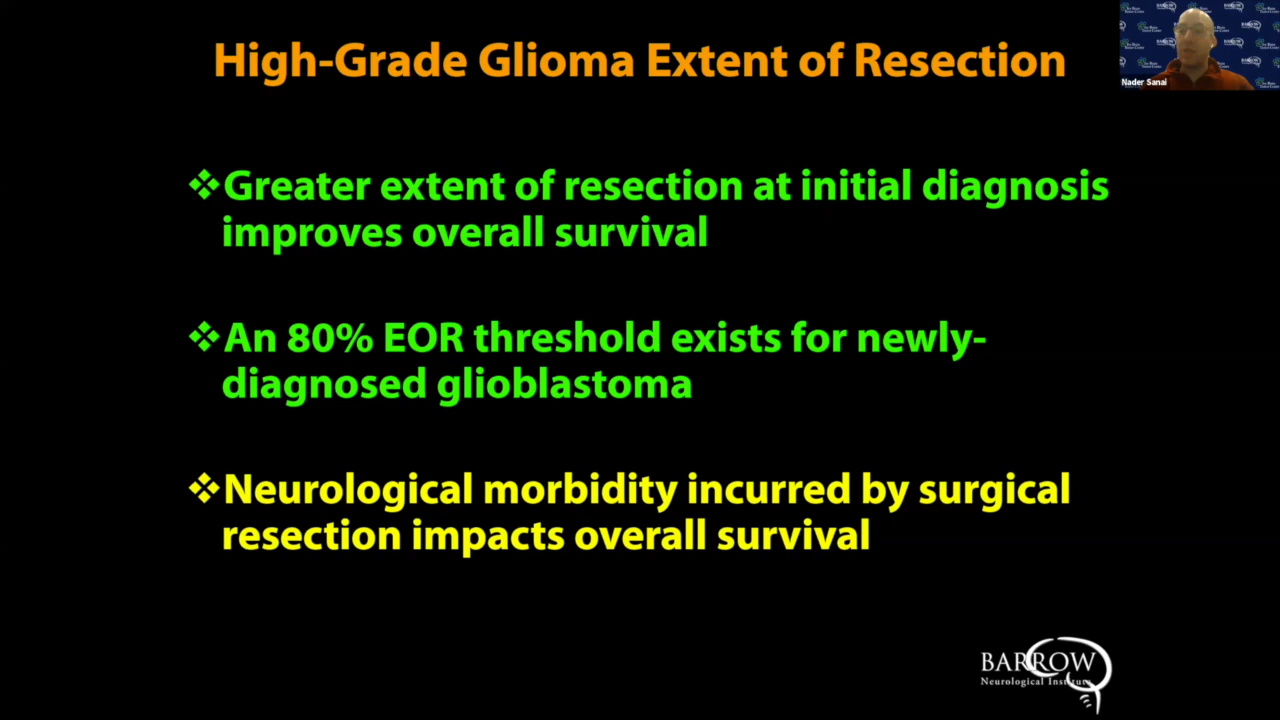 High-Grade Glioma Extent of Resection
BARROW
Nader Sanai
❖Greater extent of resection at initial diagnosis
improves overall survival
❖An 80% EOR threshold exists for newly-
diagnosed glioblastoma
❖Neurological morbidity incurred by surgical
resection impacts overall survival
BARROW
Neurological Institute